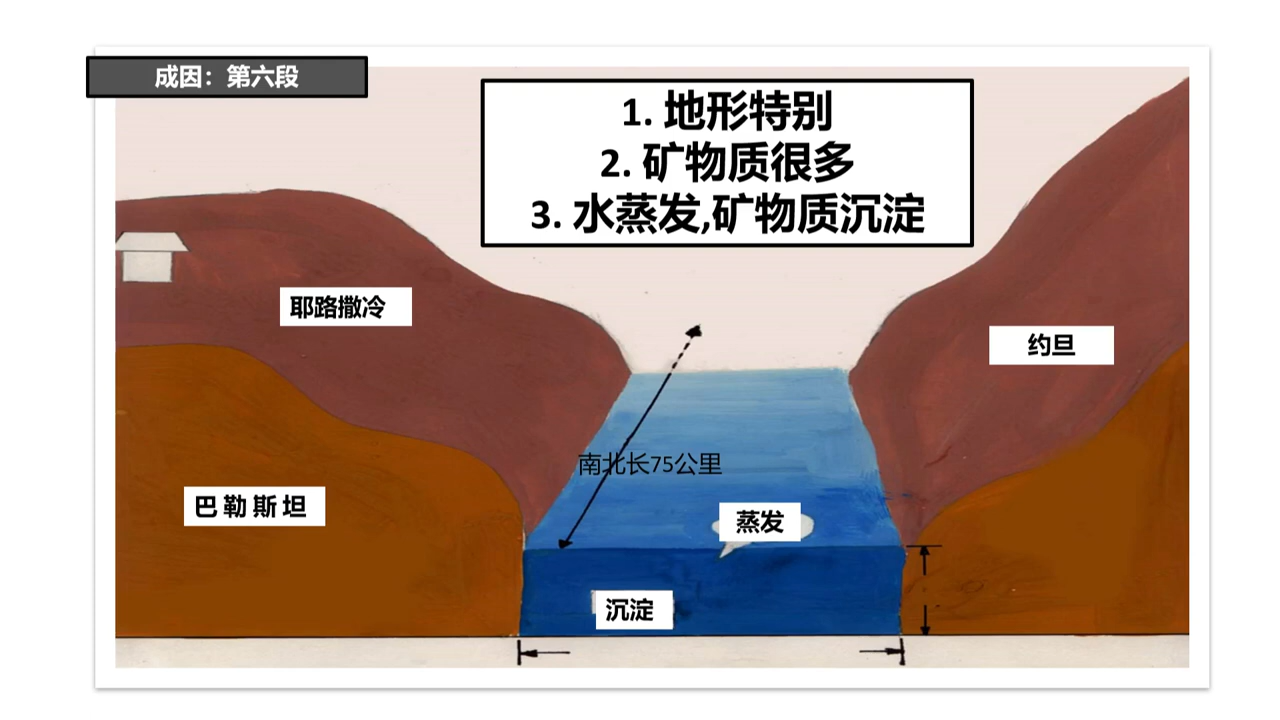 成因：第六段
1. 地形特别
2. 矿物质很多
3. 水蒸发,矿物质沉淀
耶路撒冷
约旦
南北长75公里
巴勒斯坦
蒸发
沉淀